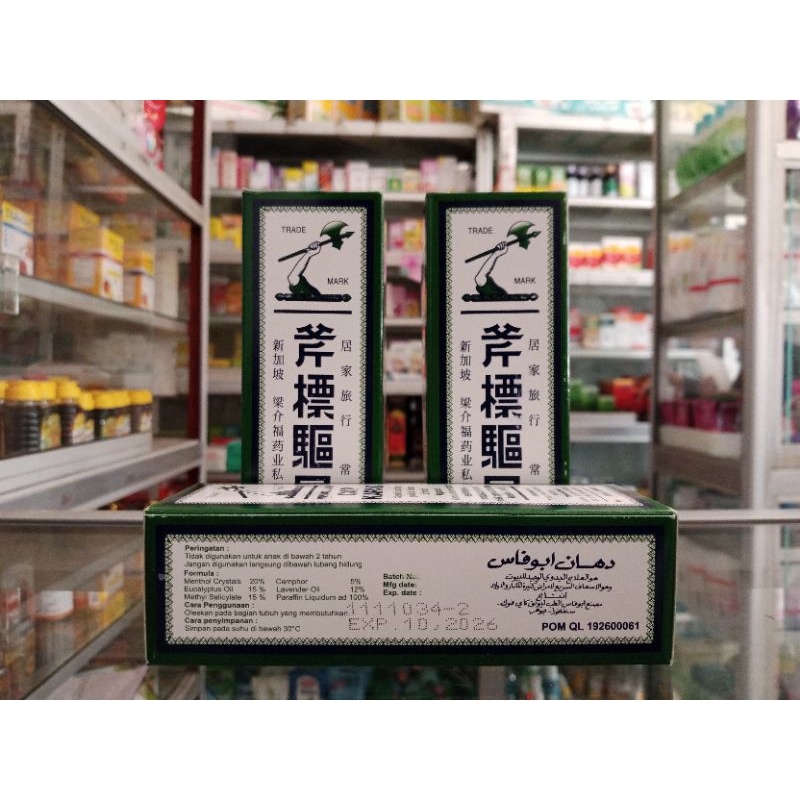 TRADE
MARK
斧標驅
居家旅行 常
新加坡 梁介福药业私
TRADE
MARK
斧標驅
居家旅行 常
新加坡 梁介福药业私
Peringatan :
Tidak digunakan untuk anak di bawah 2 tahun
Jangan digunakan langsung dibawah lubang hidung
Formula :
Menthol Crystals 20% Camphor 5%
Eucalyptus Oil 15 % Lavender Oil 12%
Methyl Salicylate 15 % Paraffin Liquidum ad 100%
Cara Penggunaan :
Oleskan pada bagian tubuh yang membutuhkan
Cara penyimpanan :
Simpan pada suhu di bawah 30°C
Batch No.:
Mfg date:
Exp. date :
1111034-2
EXP.10,2026
دهان ابوفاس
POM QL 192600061